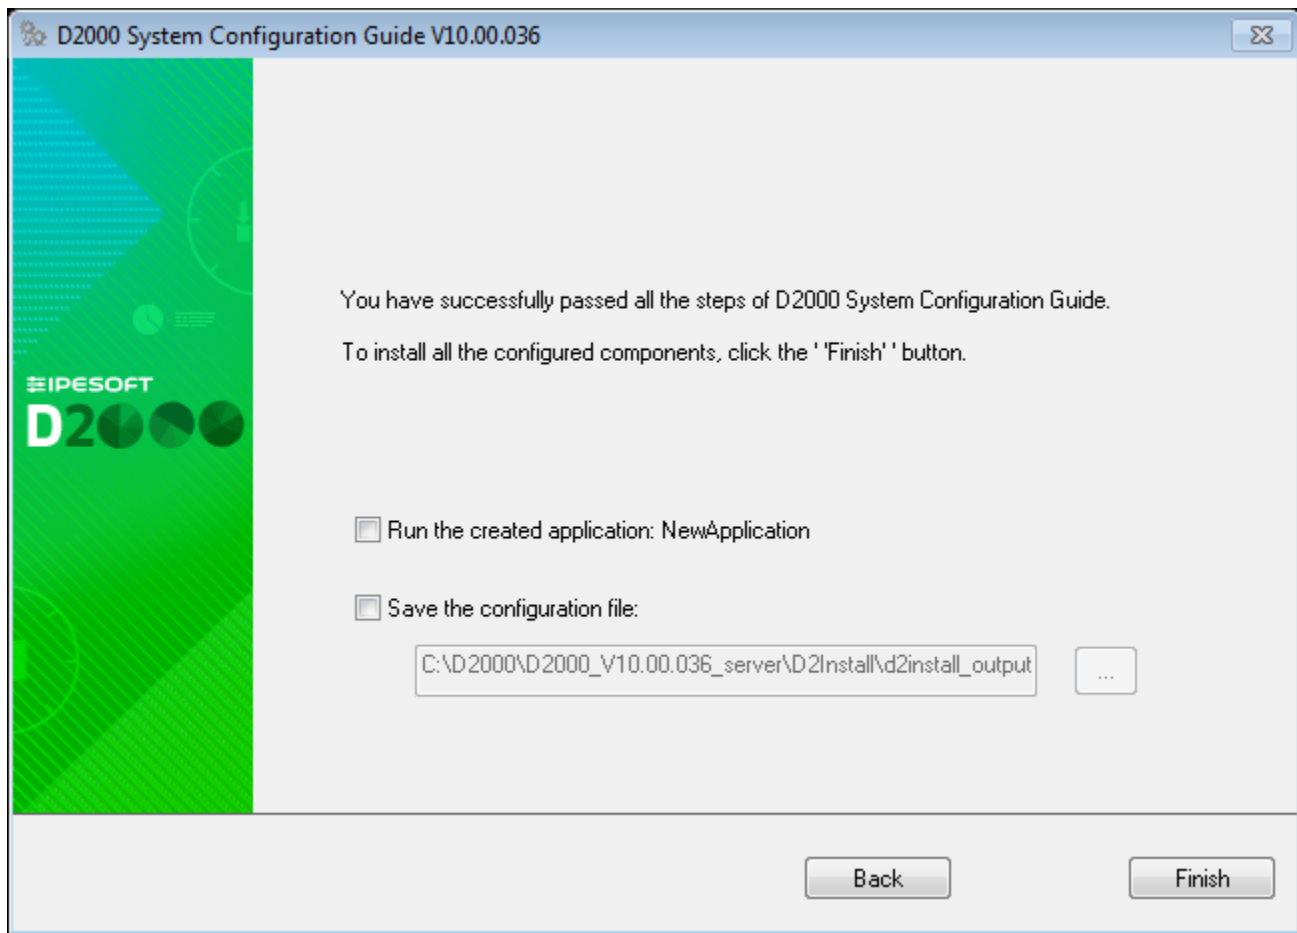 D2000 System Configuration Guide V10.00.036
You have successfully passed all the steps of D2000 System Configuration Guide.
To install all the configured components, click the ' 'Finish' ' button.
IPESOFT
D2000
Run the created application: NewApplication
Save the configuration file:
C:\D2000\D2000_V10.00.036_server\D2Install\d2install_output
...
Back
Finish